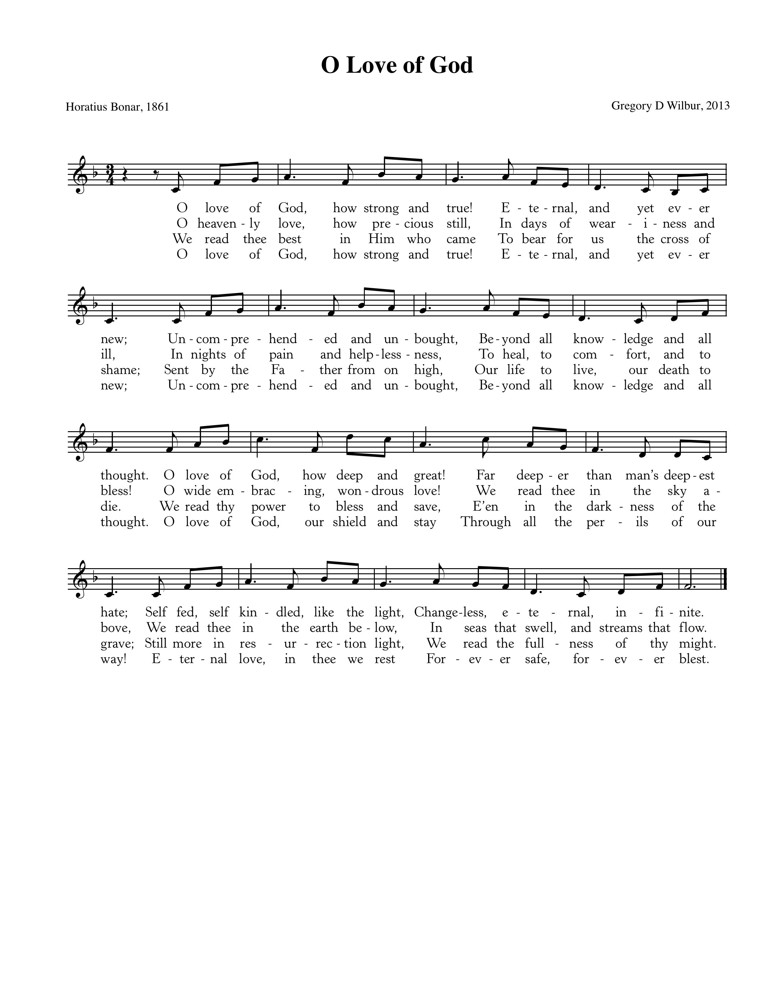 O Love of God
Horatius Bonar, 1861
Gregory D Wilbur, 2013
3
4
O love of God, how strong and true! E - te - rnal, and yet ev - er
O heaven - ly love, how pre - cious still, In days of wear - i - ness and
We read thee best in Him who came To bear for us the cross of
O love of God, how strong and true! E - te - rnal, and yet ev - er
new; Un - com - pre - hend - ed and un - bought, Be - yond all know - ledge and all
ill, In nights of pain and help - less - ness, To heal, to com - fort, and to
shame; Sent by the Fa - ther from on high, Our life to live, our death to
new; Un - com - pre - hend - ed and un - bought, Be - yond all know - ledge and all
thought. O love of God, how deep and great! Far deep - er than man's deep - est
bless! O wide em - brac - ing, won - drous love! We read thee in the sky a -
die. We read thy power to bless and save, E'en in the dark - ness of the
thought. O love of God, our shield and stay Through all the per - ils of our
hate; Self fed, self kin - dled, like the light, Change - less, e - te - rnal, in - fi - nite.
bove, We read thee in the earth be - low, In seas that swell, and streams that flow.
grave; Still more in res - ur - rec - tion light, We read the full - ness of thy might.
way! E - ter - nal love, in thee we rest For - ev - er safe, for - ev - er blest.